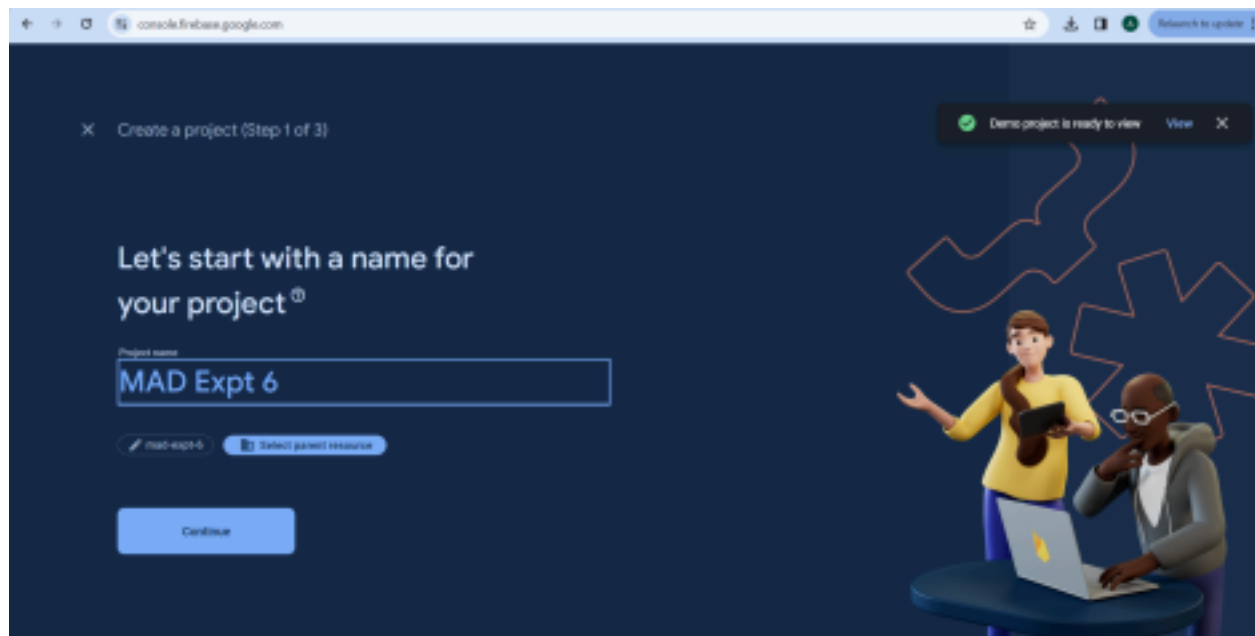 console.firebase.google.com
Relaunch to update
Create a project (Step 1 of 3)
Demo project is ready to view View
Let's start with a name for
your project
Project name
MAD Expt 6
mad-expt-6 Select parent resource
Continue